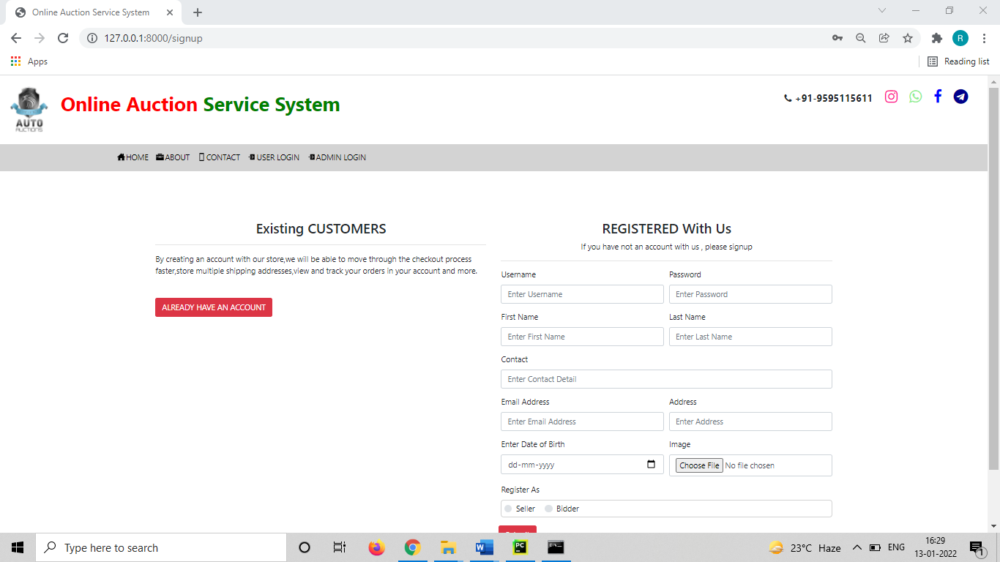 Online Auction Service System
127.0.0.1:8000/signup
R
Apps
Reading list
AUTO
AUCTIONS
Online Auction Service System
+91-9595115611
HOME ABOUT CONTACT USER LOGIN ADMIN LOGIN
Existing CUSTOMERS
By creating an account with our store,we will be able to move through the checkout process
faster,store multiple shipping addresses,view and track your orders in your account and more.
ALREADY HAVE AN ACCOUNT
REGISTERED With Us
If you have not an account with us , please signup
Username Password
Enter Username Enter Password
First Name Last Name
Enter First Name Enter Last Name
Contact
Enter Contact Detail
Email Address Address
Enter Email Address Enter Address
Enter Date of Birth Image
dd-mm-yyyy Choose File No file chosen
Register As
Seller Bidder
Type here to search
W
PC
23°C Haze
ENG
16:29
13-01-2022
1